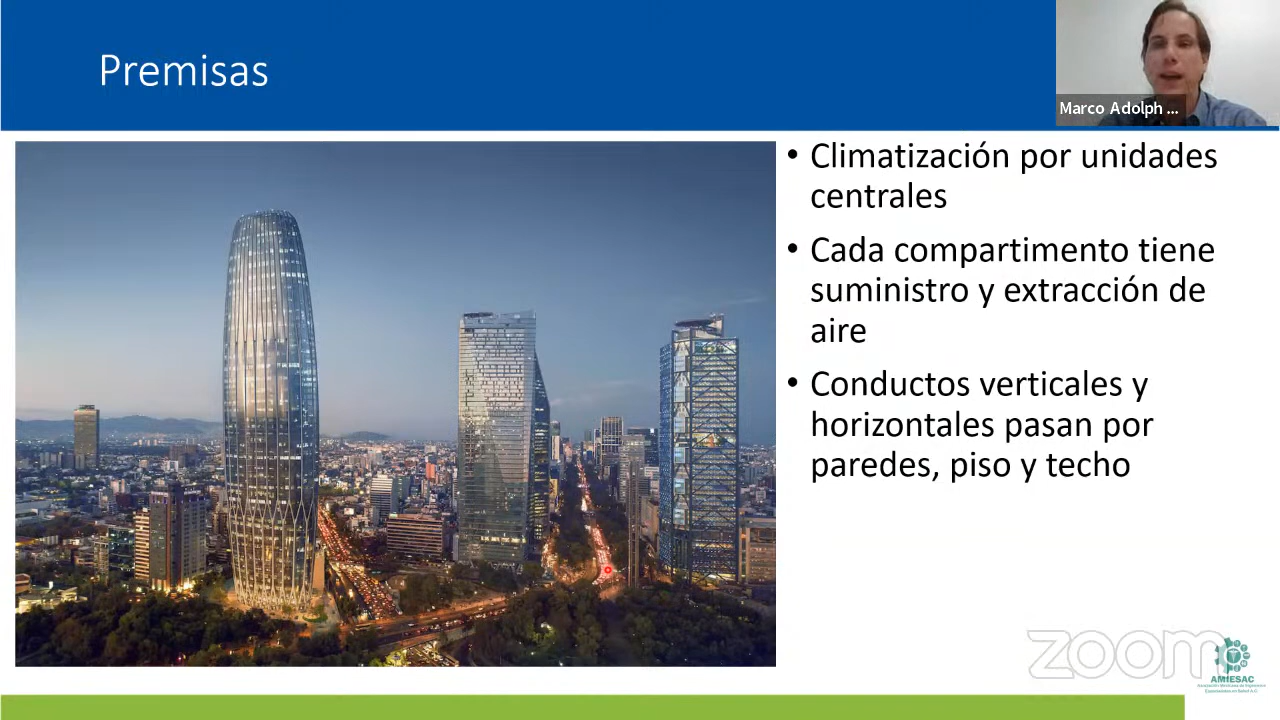 Premisas
Marco Adolph ...
• Climatización por unidades
centrales
• Cada compartimento tiene
suministro y extracción de
aire
• Conductos verticales y
horizontales pasan por
paredes, piso y techo
zoom
AMIESAC